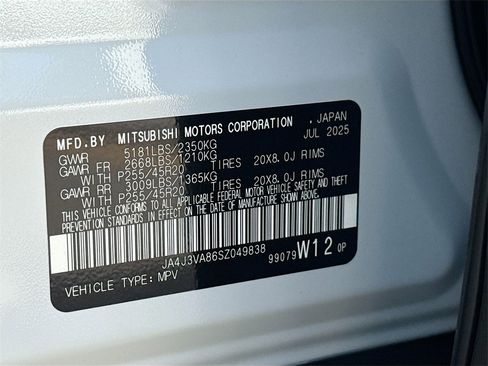 MFD.BY MITSUBISHI MOTORS CORPORATION , JAPAN
JUL 2025
GVWR 5181LBS/2350KG
GAWR FR 2668LBS/1210KG
WITH P255/45R20 TIRES 20X8.0J RIMS
GAWR RR 3009LBS/1365KG
WITH P255/45R20 TIRES 20X8.0J RIMS
THIS VEHICLE CONFORMS TO ALL APPLICABLE FEDERAL MOTOR VEHICLE SAFETY AND THEFT
PREVENTION STANDARDS IN EFFECT ON THE DATE OF MANUFACTURE SHOWN ABOVE.
JA4J3VA86SZ049838
99079 W12 0P
VEHICLE TYPE: MPV